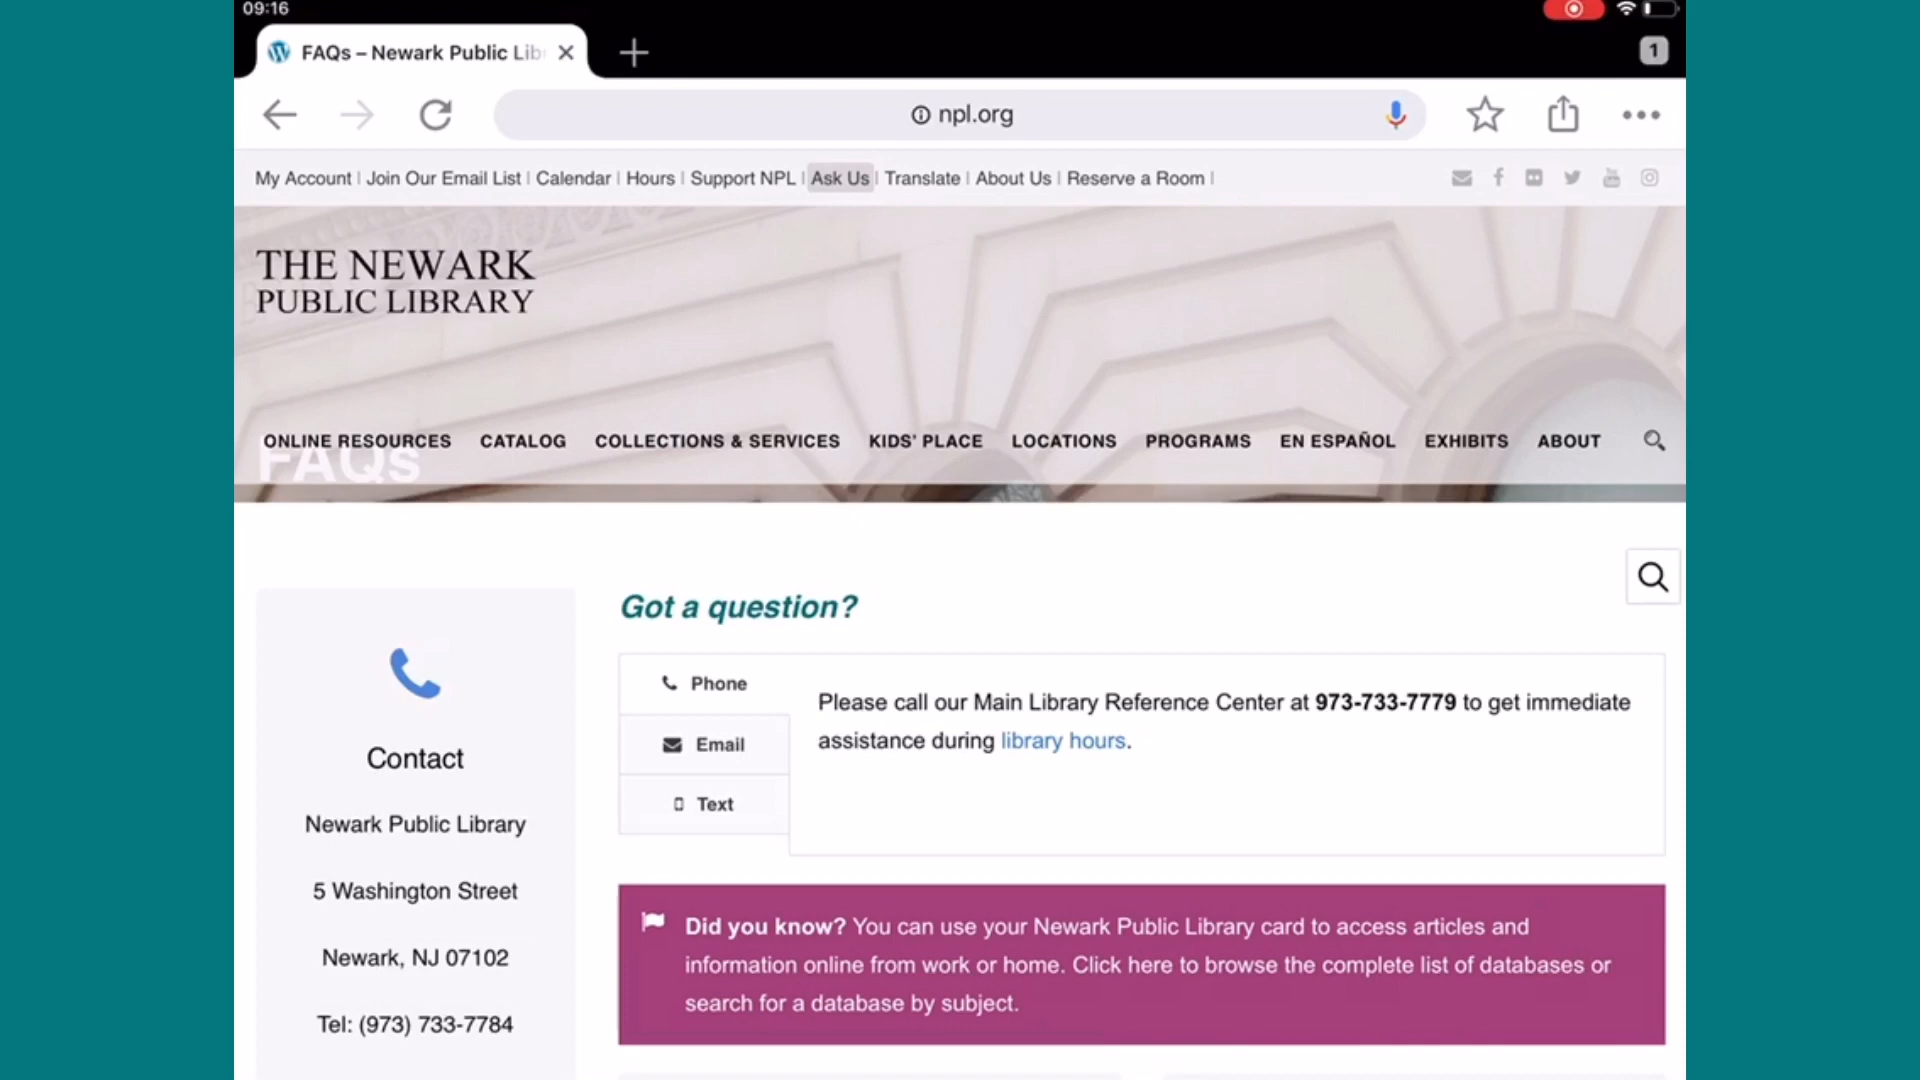 09:16
FAQs – Newark Public Lib
1
npl.org
My Account | Join Our Email List | Calendar | Hours | Support NPL | Ask Us | Translate | About Us | Reserve a Room |
THE NEWARK
PUBLIC LIBRARY
ONLINE RESOURCES CATALOG COLLECTIONS & SERVICES KIDS' PLACE LOCATIONS PROGRAMS EN ESPAÑOL EXHIBITS ABOUT
FAQs
Got a question?
Phone
Email
Text
Please call our Main Library Reference Center at 973-733-7779 to get immediate
assistance during library hours.
Contact
Newark Public Library
5 Washington Street
Newark, NJ 07102
Tel: (973) 733-7784
Did you know? You can use your Newark Public Library card to access articles and
information online from work or home. Click here to browse the complete list of databases or
search for a database by subject.